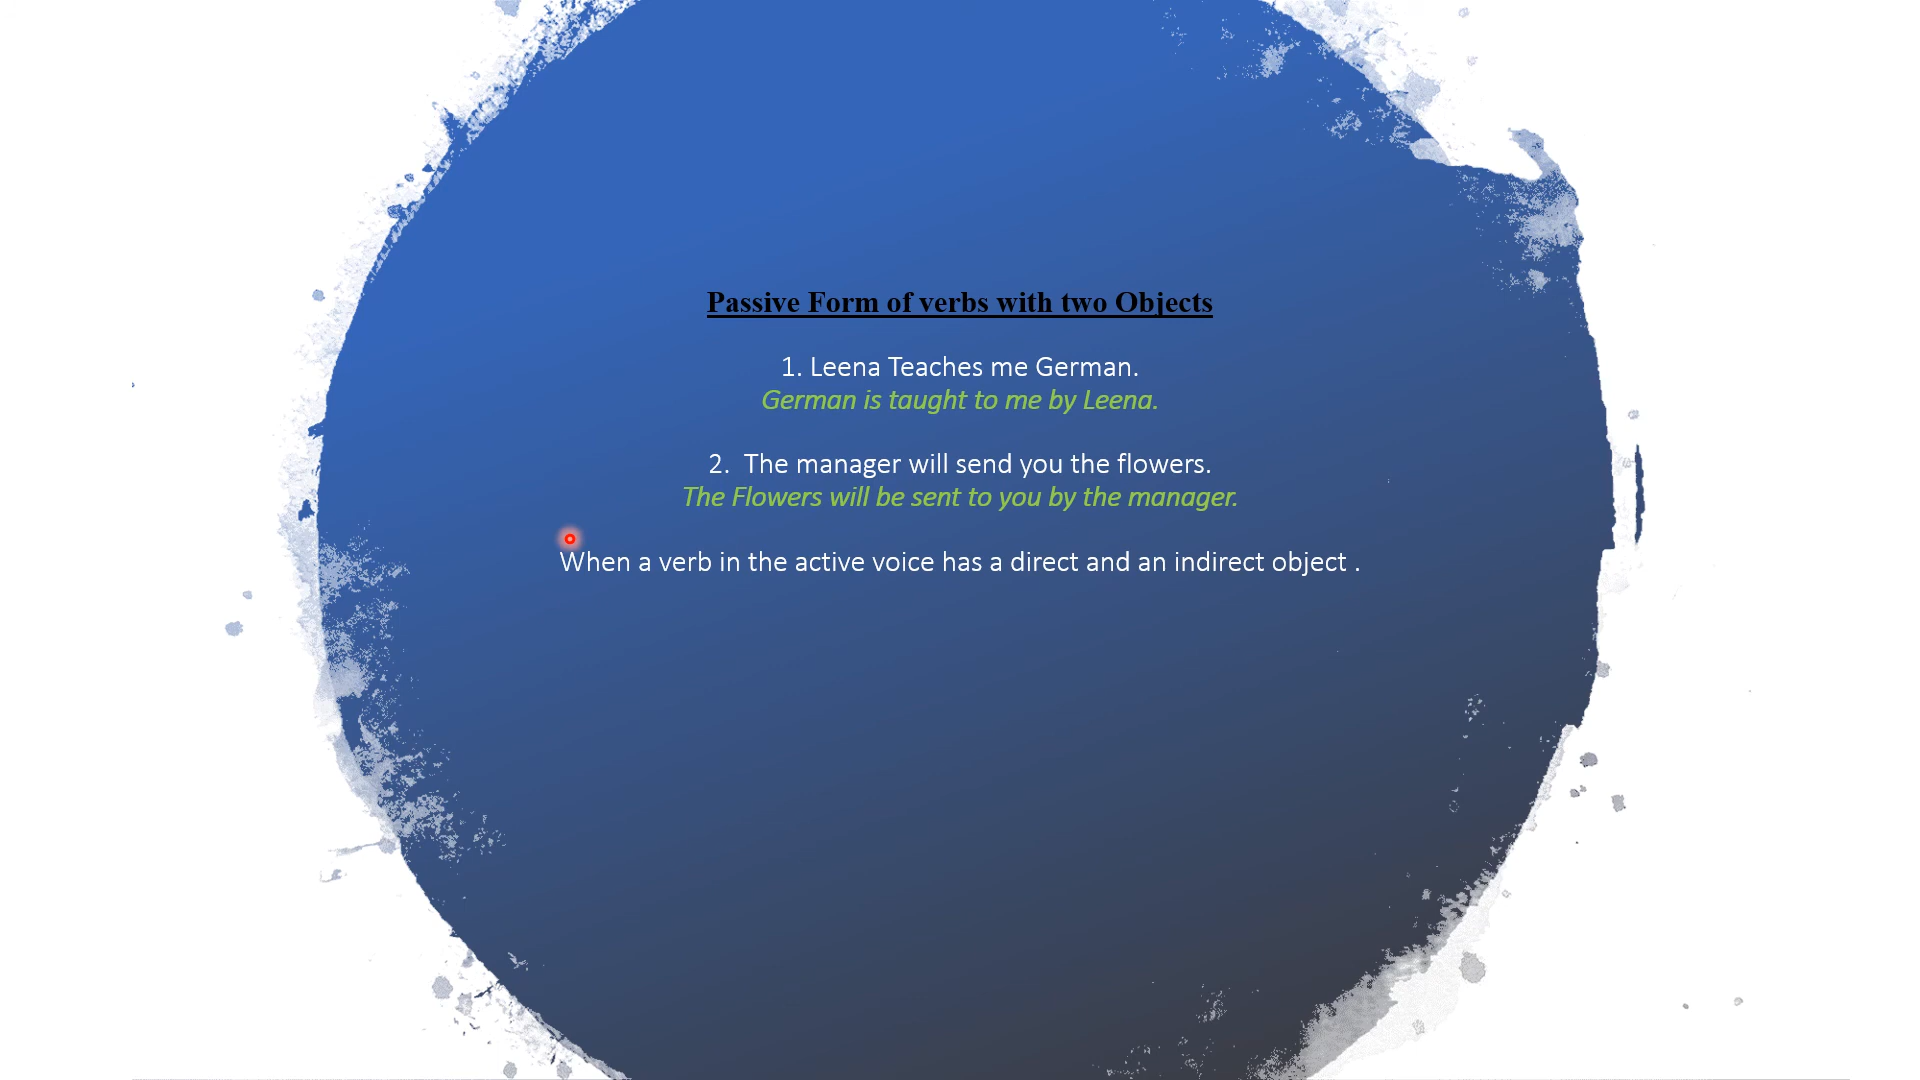 Passive Form of verbs with two Objects
1. Leena Teaches me German.
German is taught to me by Leena.
2.  The manager will send you the flowers.
The Flowers will be sent to you by the manager.
When a verb in the active voice has a direct and an indirect object .